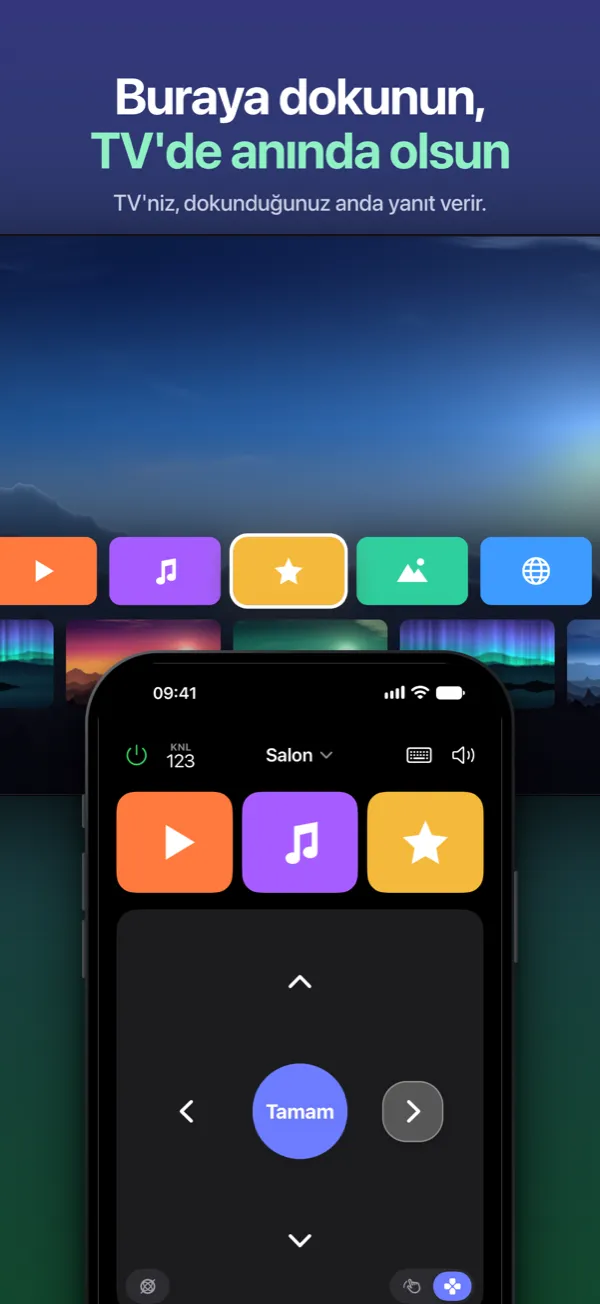 Buraya dokunun,
TV'de anında olsun
TV'niz, dokunduğunuz anda yanıt verir.
09:41
KNL
123
Salon
Tamam